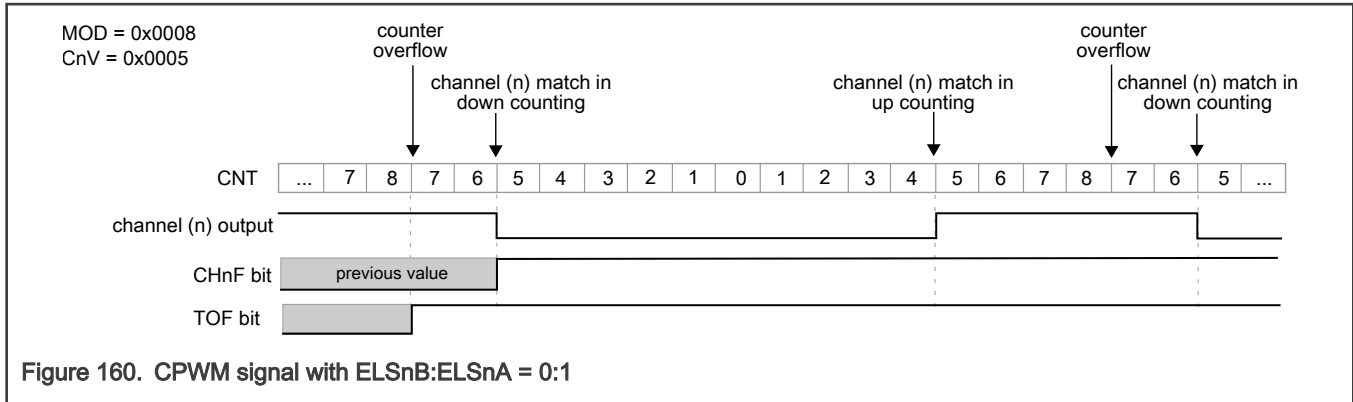 MOD = 0x0008
CnV = 0x0005
counter
overflow
channel (n) match in
down counting
channel (n) match in
up counting
counter
overflow
channel (n) match in
down counting
CNT ... 7 8 7 6 5 4 3 2 1 0 1 2 3 4 5 6 7 8 7 6 5 ...
channel (n) output
CHnF bit previous value
TOF bit
Figure 160. CPWM signal with ELSnB:ELSnA = 0:1